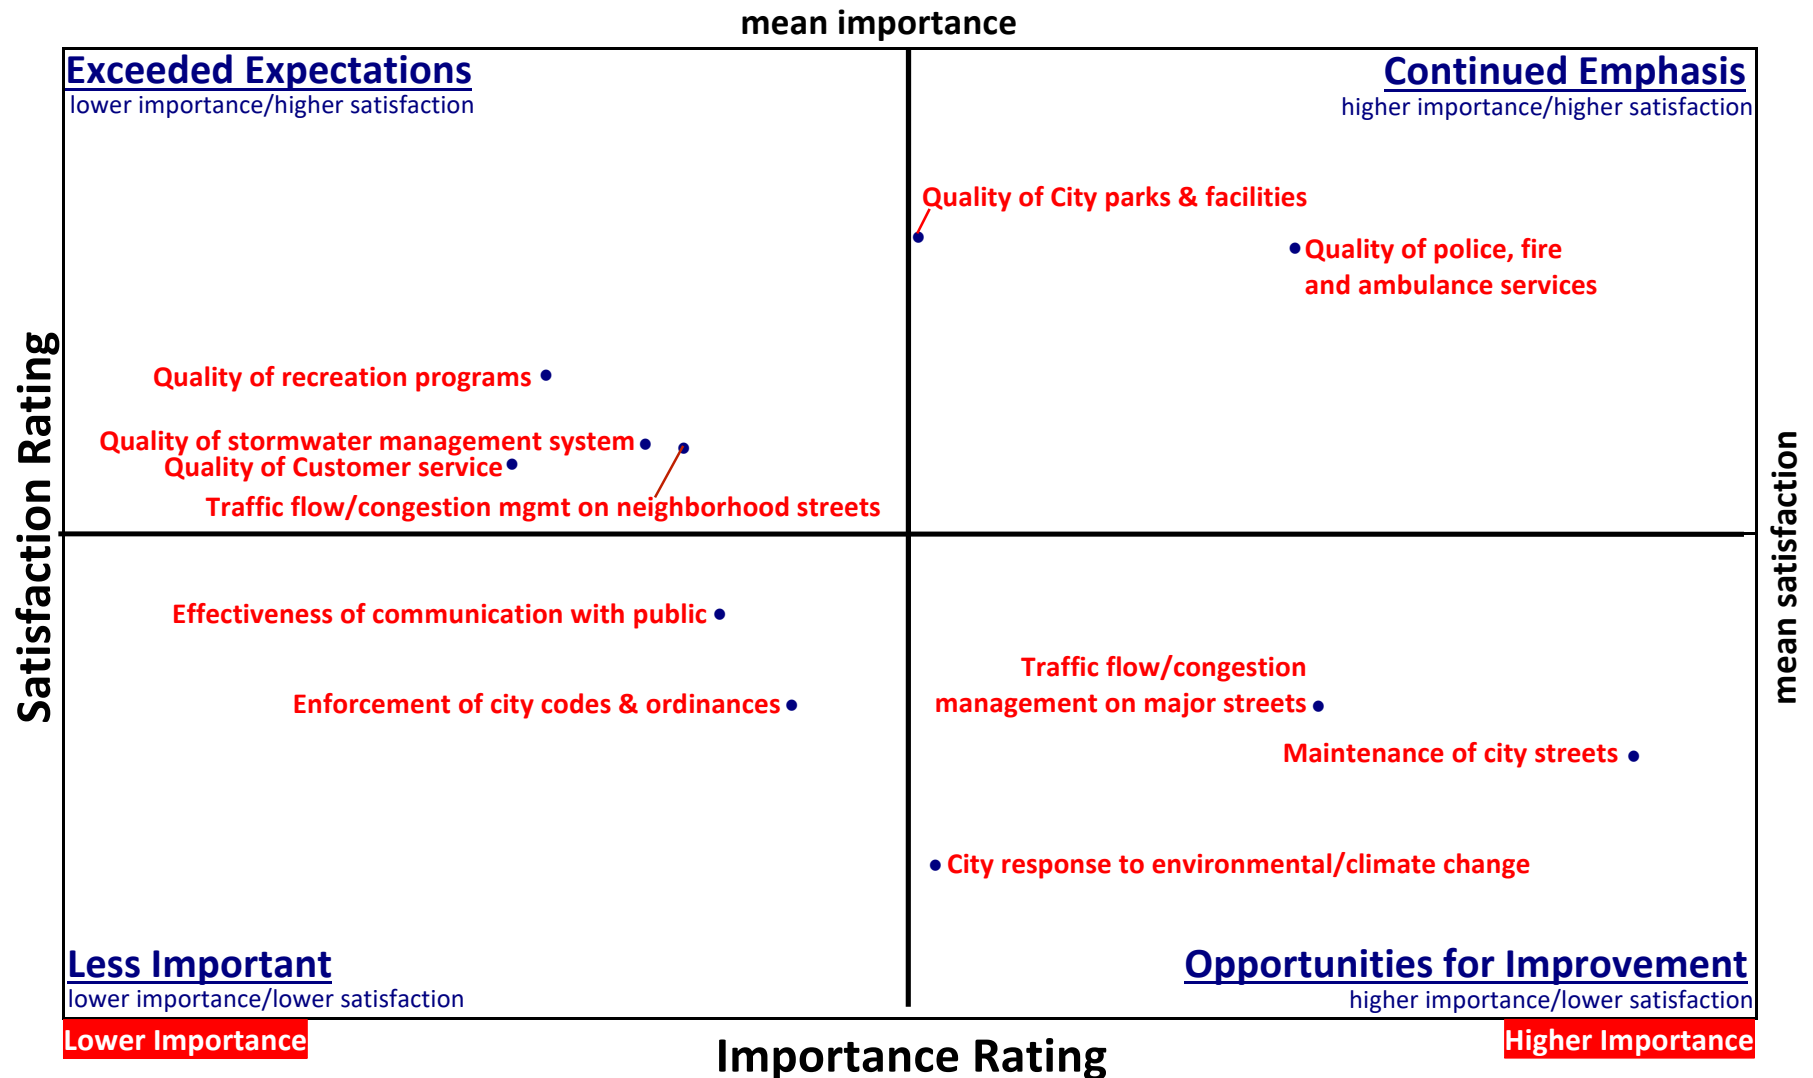 mean importance
Exceeded Expectations
lower importance/higher satisfaction
Continued Emphasis
higher importance/higher satisfaction
Quality of City parks & facilities
Quality of police, fire
and ambulance services
Quality of recreation programs
Quality of stormwater management system
Quality of Customer service
Traffic flow/congestion mgmt on neighborhood streets
Satisfaction Rating
mean satisfaction
Effectiveness of communication with public
Enforcement of city codes & ordinances
Traffic flow/congestion
management on major streets
Maintenance of city streets
City response to environmental/climate change
Less Important
lower importance/lower satisfaction
Opportunities for Improvement
higher importance/lower satisfaction
Lower Importance
Importance Rating
Higher Importance